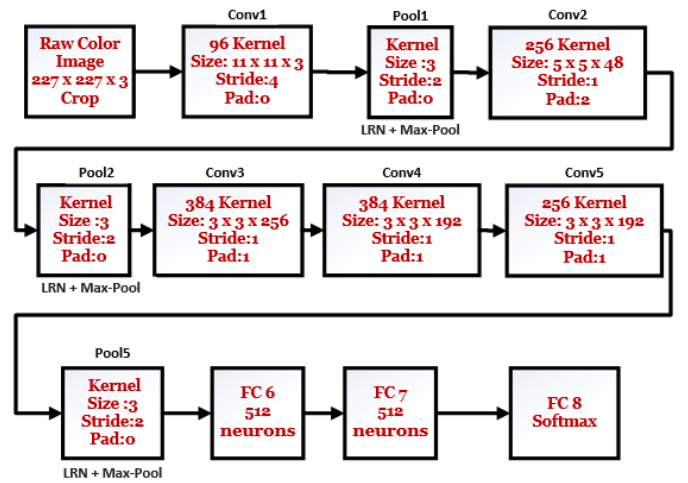 Conv1
Pool1
Conv2
Raw Color
Image
227 x 227 x 3
Crop
96 Kernel
Size: 11 x 11 x 3
Stride:4
Pad:0
Kernel
Size :3
Stride:2
Pad:0
256 Kernel
Size: 5 x 5 x 48
Stride:1
Pad:2
LRN + Max-Pool
Pool2
Conv3
Conv4
Conv5
Kernel
Size :3
Stride:2
Pad:0
384 Kernel
Size: 3 x 3 x 256
Stride:1
Pad:1
384 Kernel
Size: 3 x 3 x 192
Stride:1
Pad:1
256 Kernel
Size: 3 x 3 x 192
Stride:1
Pad:1
LRN + Max-Pool
Pool5
Kernel
Size :3
Stride:2
Pad:0
FC 6
512
neurons
FC 7
512
neurons
FC 8
Softmax
LRN + Max-Pool